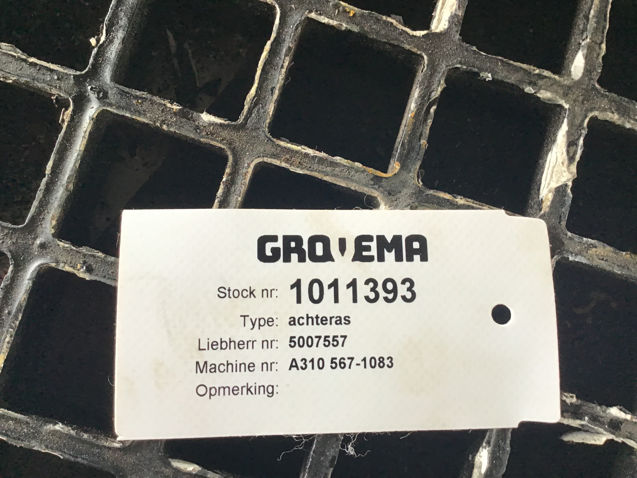 GROVEMA
Stock nr: 1011393
Type: achteras
Liebherr nr: 5007557
Machine nr: A310 567-1083
Opmerking: